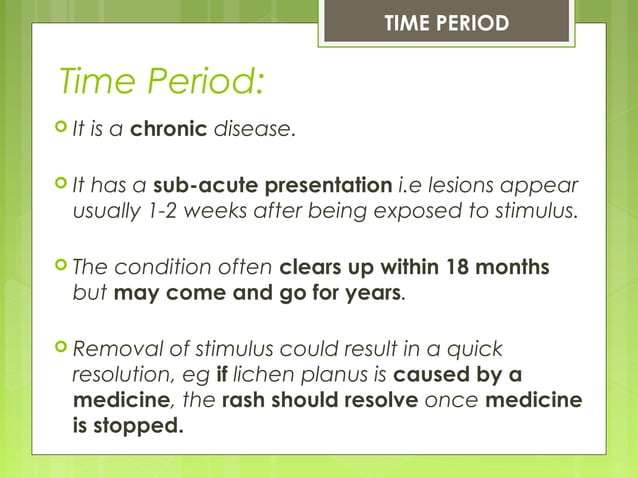 TIME PERIOD
Time Period:
It is a chronic disease.
It has a sub-acute presentation i.e lesions appear
usually 1-2 weeks after being exposed to stimulus.
The condition often clears up within 18 months
but may come and go for years.
Removal of stimulus could result in a quick
resolution, eg if lichen planus is caused by a
medicine, the rash should resolve once medicine
is stopped.